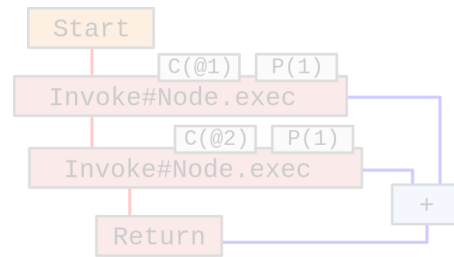 Start
C(@1) P(1)
Invoke#Node.exec
C(@2) P(1)
Invoke#Node.exec
+
Return